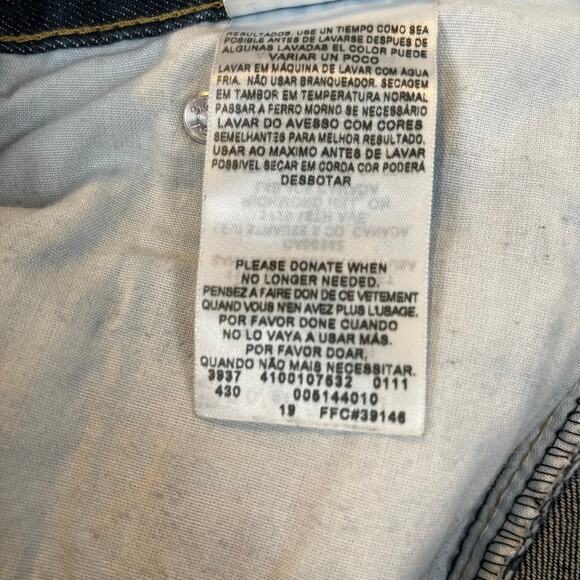 RESULTADOS. USE UN TIEMPO COMO SEA
POSIBLE ANTES DE LAVARSE DESPUES DE
ALGUNAS LAVADAS EL COLOR PUEDE
VARIAR UN POCO
LAVAR EM MÁQUINA DE LAVAR COM AGUA
FRIA. NÃO USAR BRANQUEADOR. SECAGEM
EM TAMBOR EM TEMPERATURA NORMAL
PASSAR A FERRO MORNO SE NECESSÁRIO
LAVAR DO AVESSO COM CORES
SEMELHANTES PARA MELHOR RESULTADO.
USAR AO MAXIMO ANTES DE LAVAR
POSSIVEL SECAR EM CORDA COR PODERÁ
DESBOTAR
PLEASE DONATE WHEN
NO LONGER NEEDED.
PENSEZ A FAIRE DON DE CE VETEMENT
QUAND VOUS N'EN AVEZ PLUS L'USAGE.
POR FAVOR DONE CUANDO
NO LO VAYA A USAR MÁS.
POR FAVOR DOAR,
QUANDO NÃO MAIS NECESSITAR.
3937 4100107632 0111
430 005144010
19 FFC#39146